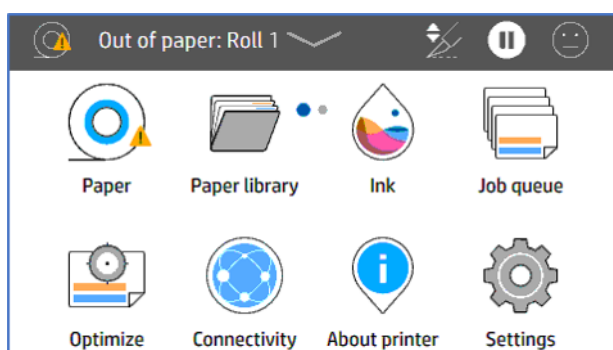 Out of paper: Roll 1
Paper Paper library Ink Job queue
Optimize Connectivity About printer Settings